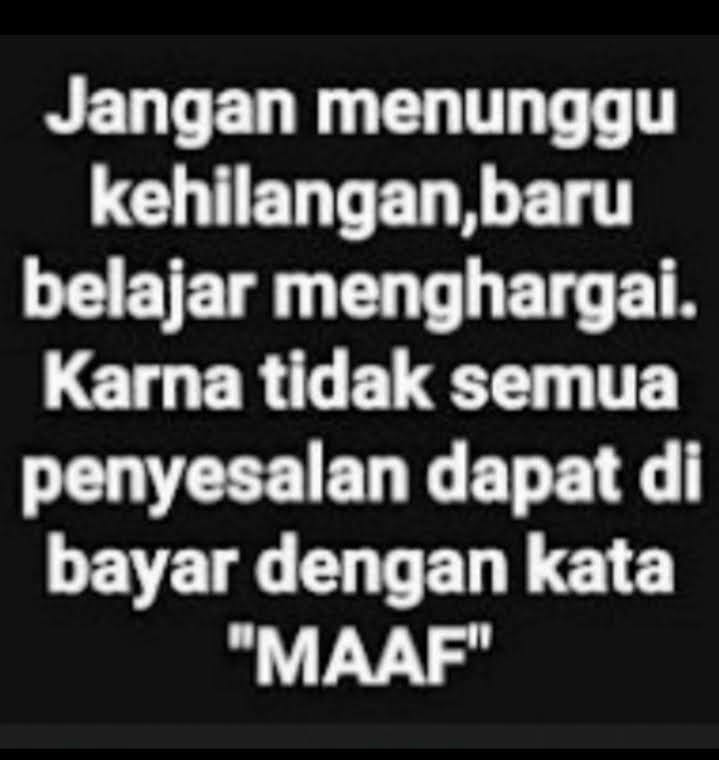 Jangan menunggu
kehilangan,baru
belajar menghargai.
Karna tidak semua
penyesalan dapat di
bayar dengan kata
"MAAF"